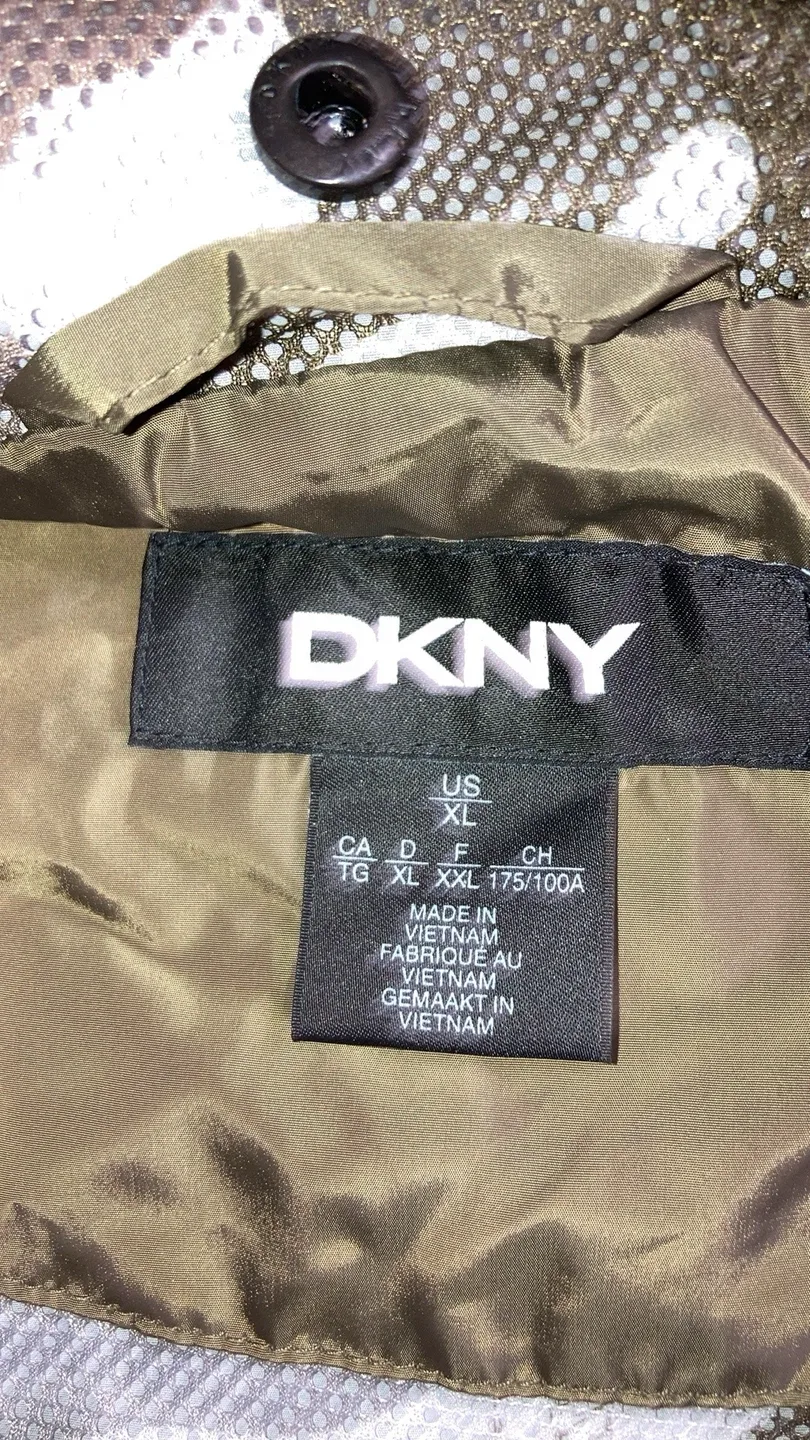 DKNY
US
XL
CA D F CH
TG XL XXL 175/100A
MADE IN
VIETNAM
FABRIQUÉ AU
VIETNAM
GEMAAKT IN
VIETNAM